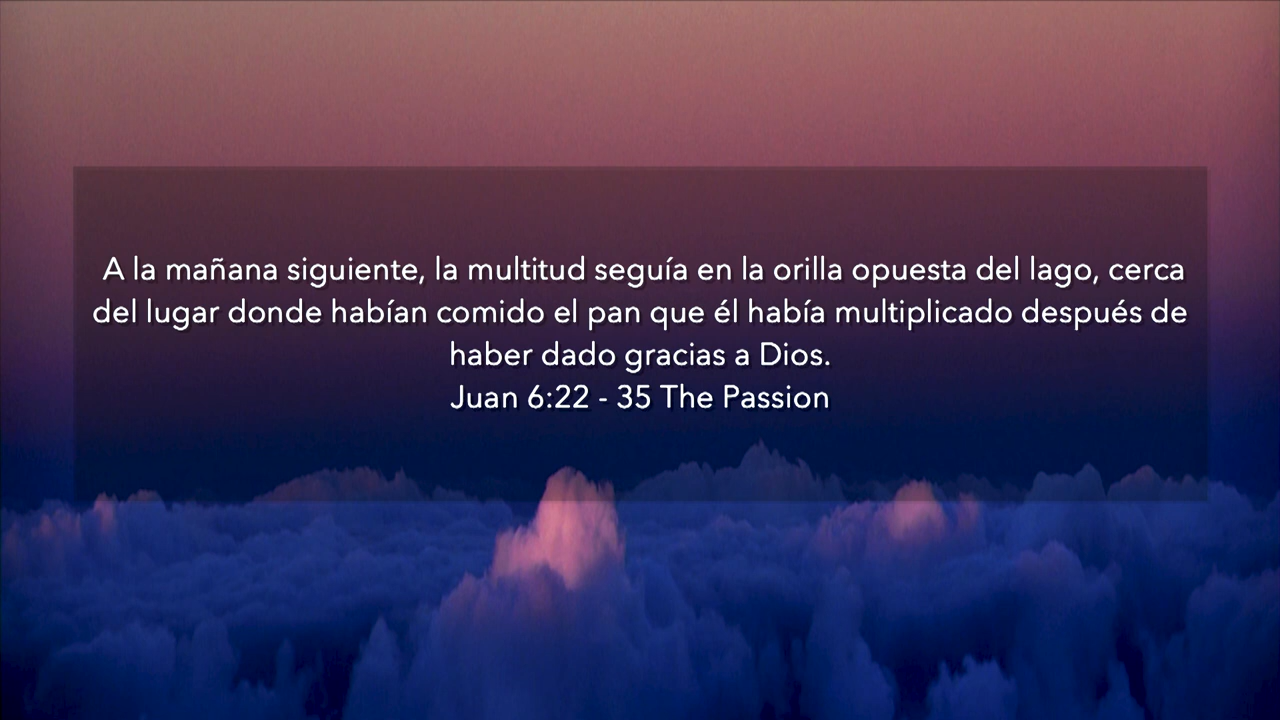 A la mañana siguiente, la multitud seguía en la orilla opuesta del lago, cerca
del lugar donde habían comido el pan que él había multiplicado después de
haber dado gracias a Dios.
Juan 6:22 - 35 The Passion